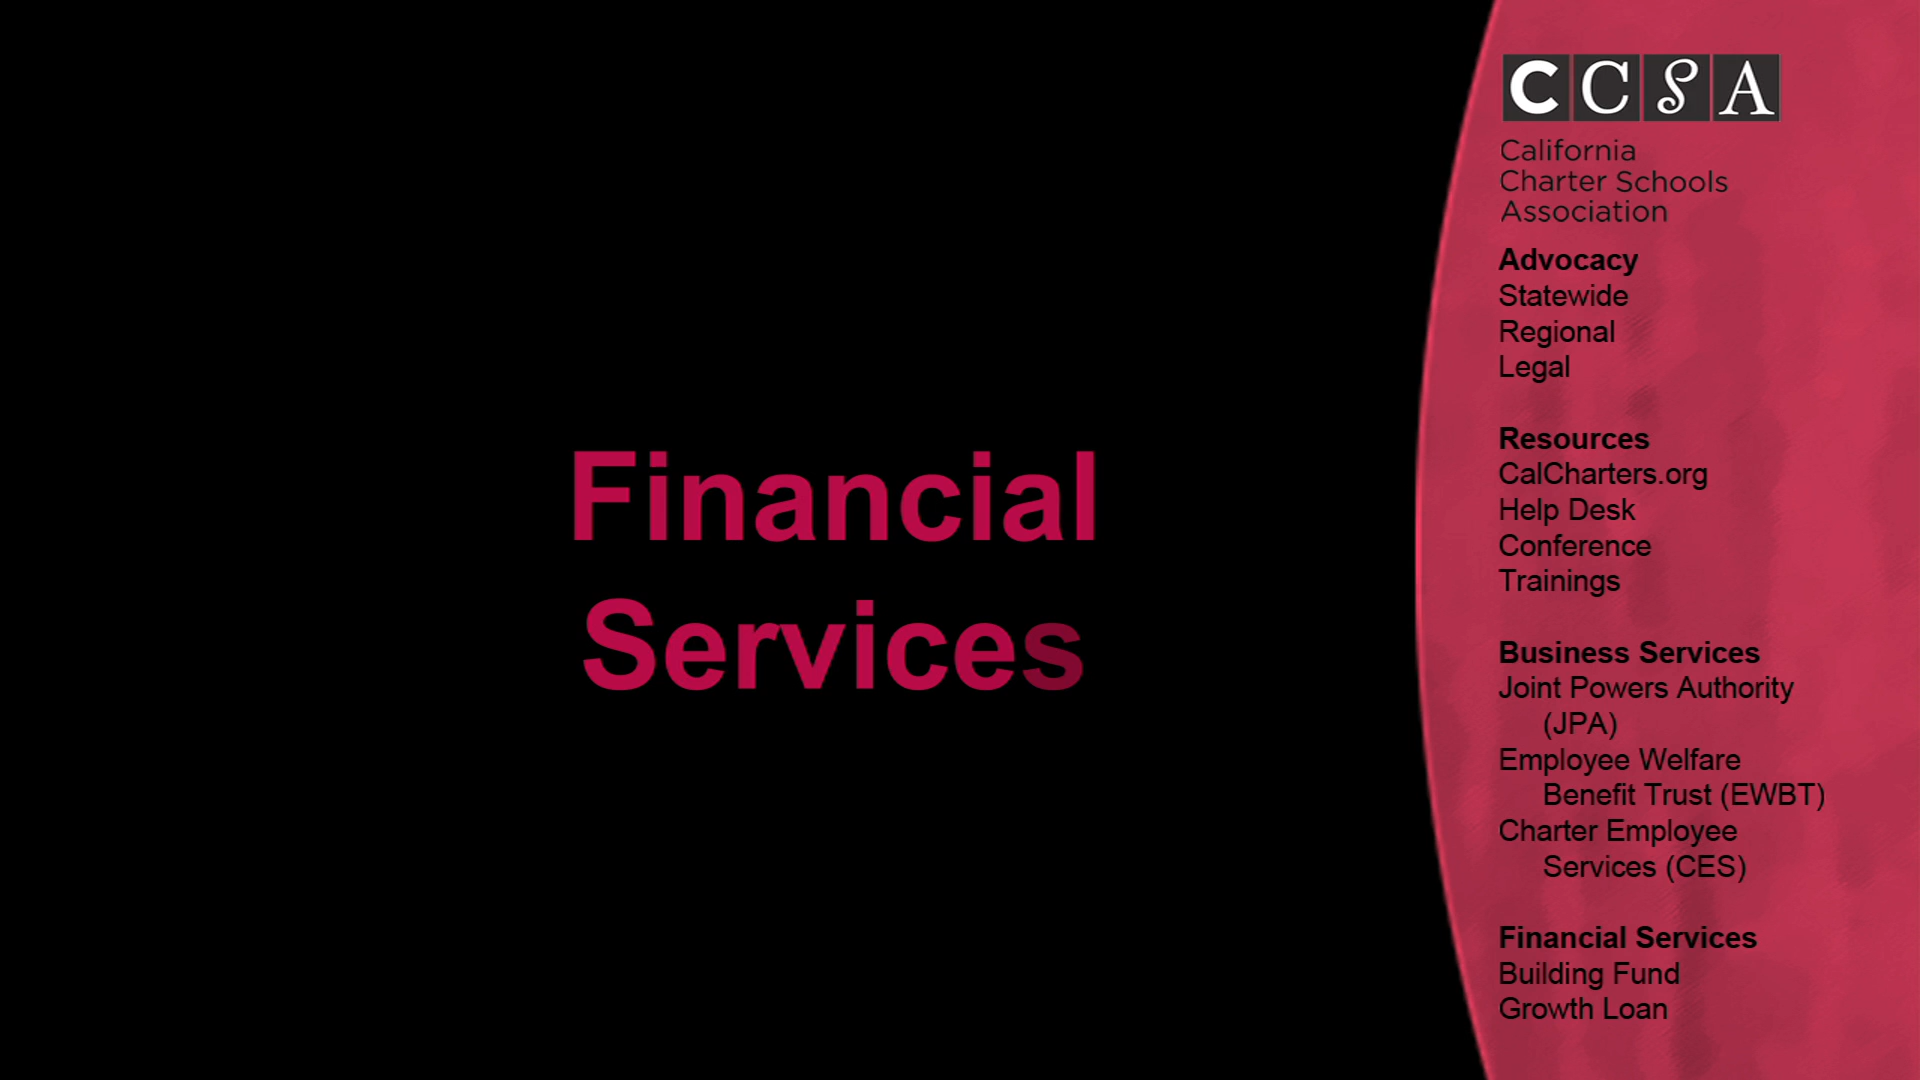 Financial
Services
CCSA
California
Charter Schools
Association
Advocacy
Statewide
Regional
Legal
Resources
CalCharters.org
Help Desk
Conference
Trainings
Business Services
Joint Powers Authority
(JPA)
Employee Welfare
Benefit Trust (EWBT)
Charter Employee
Services (CES)
Financial Services
Building Fund
Growth Loan